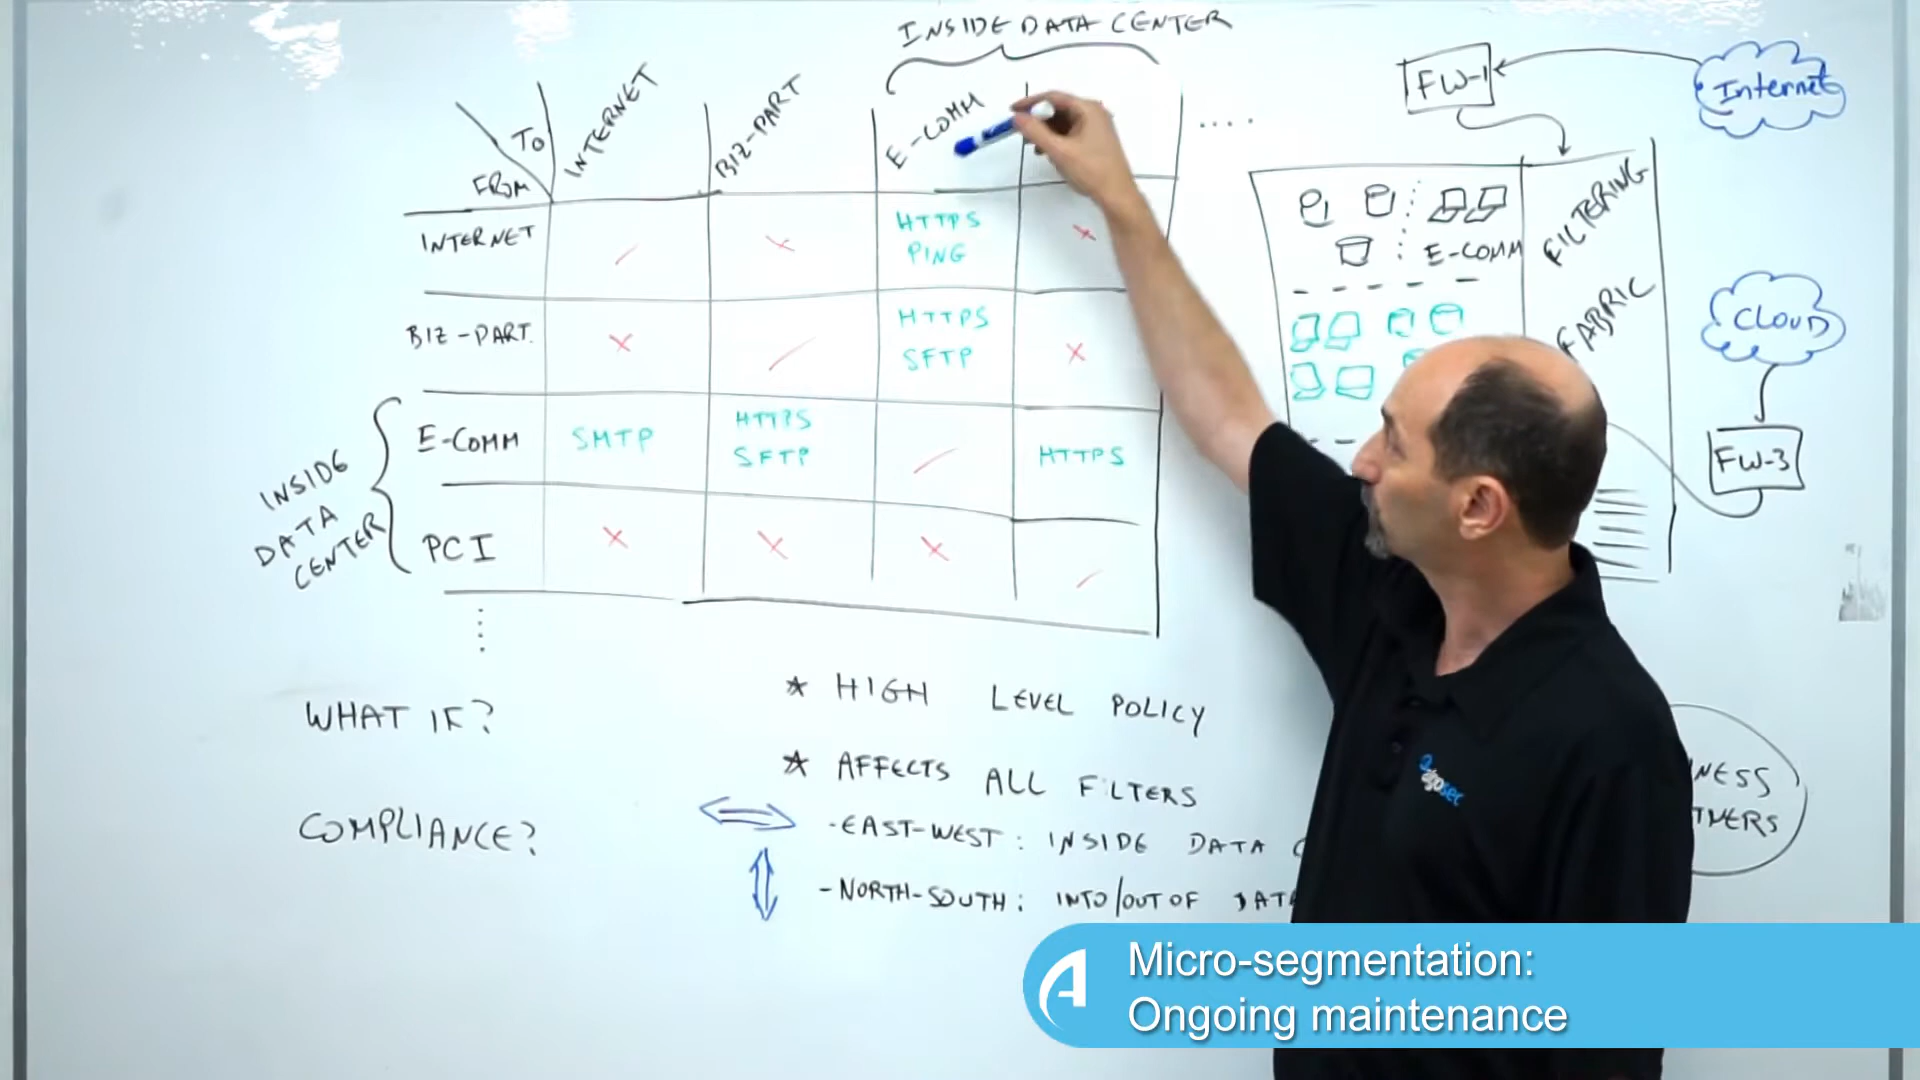 INSIDE DATA CENTER
TO
FROM
INTERNET
BIZ-PART
E-COMM
....
INTERNET
HTTPS
PING
BIZ-PART.
HTTPS
SFTP
INSIDE
DATA
CENTER
E-COMM
SMTP
HTTPS
SFTP
HTTPS
PCI
FW-1
Internet
E-COMM
FILTERING
FABRIC
CLOUD
FW-3
WHAT IF?
COMPLIANCE?
* HIGH LEVEL POLICY
* AFFECTS ALL FILTERS
-EAST-WEST: INSIDE DATA
-NORTH-SOUTH: INTO/OUT OF DATA
algosec
Micro-segmentation:
Ongoing maintenance